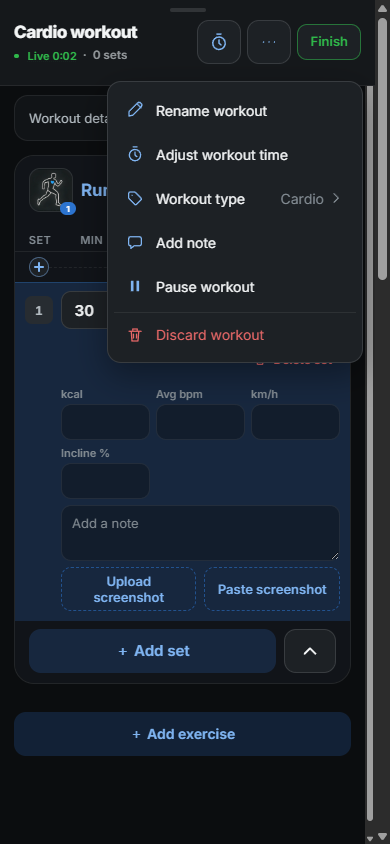 Cardio workout
Live 0:02 · 0 sets
...
Finish
Workout
Rename workout
Adjust workout time
Workout type Cardio
Add note
Pause workout
Discard workout
1
SET MIN
1 30
kcal Avg bpm km/h
Incline %
Add a note
Upload
screenshot
Paste screenshot
+ Add set
+ Add exercise